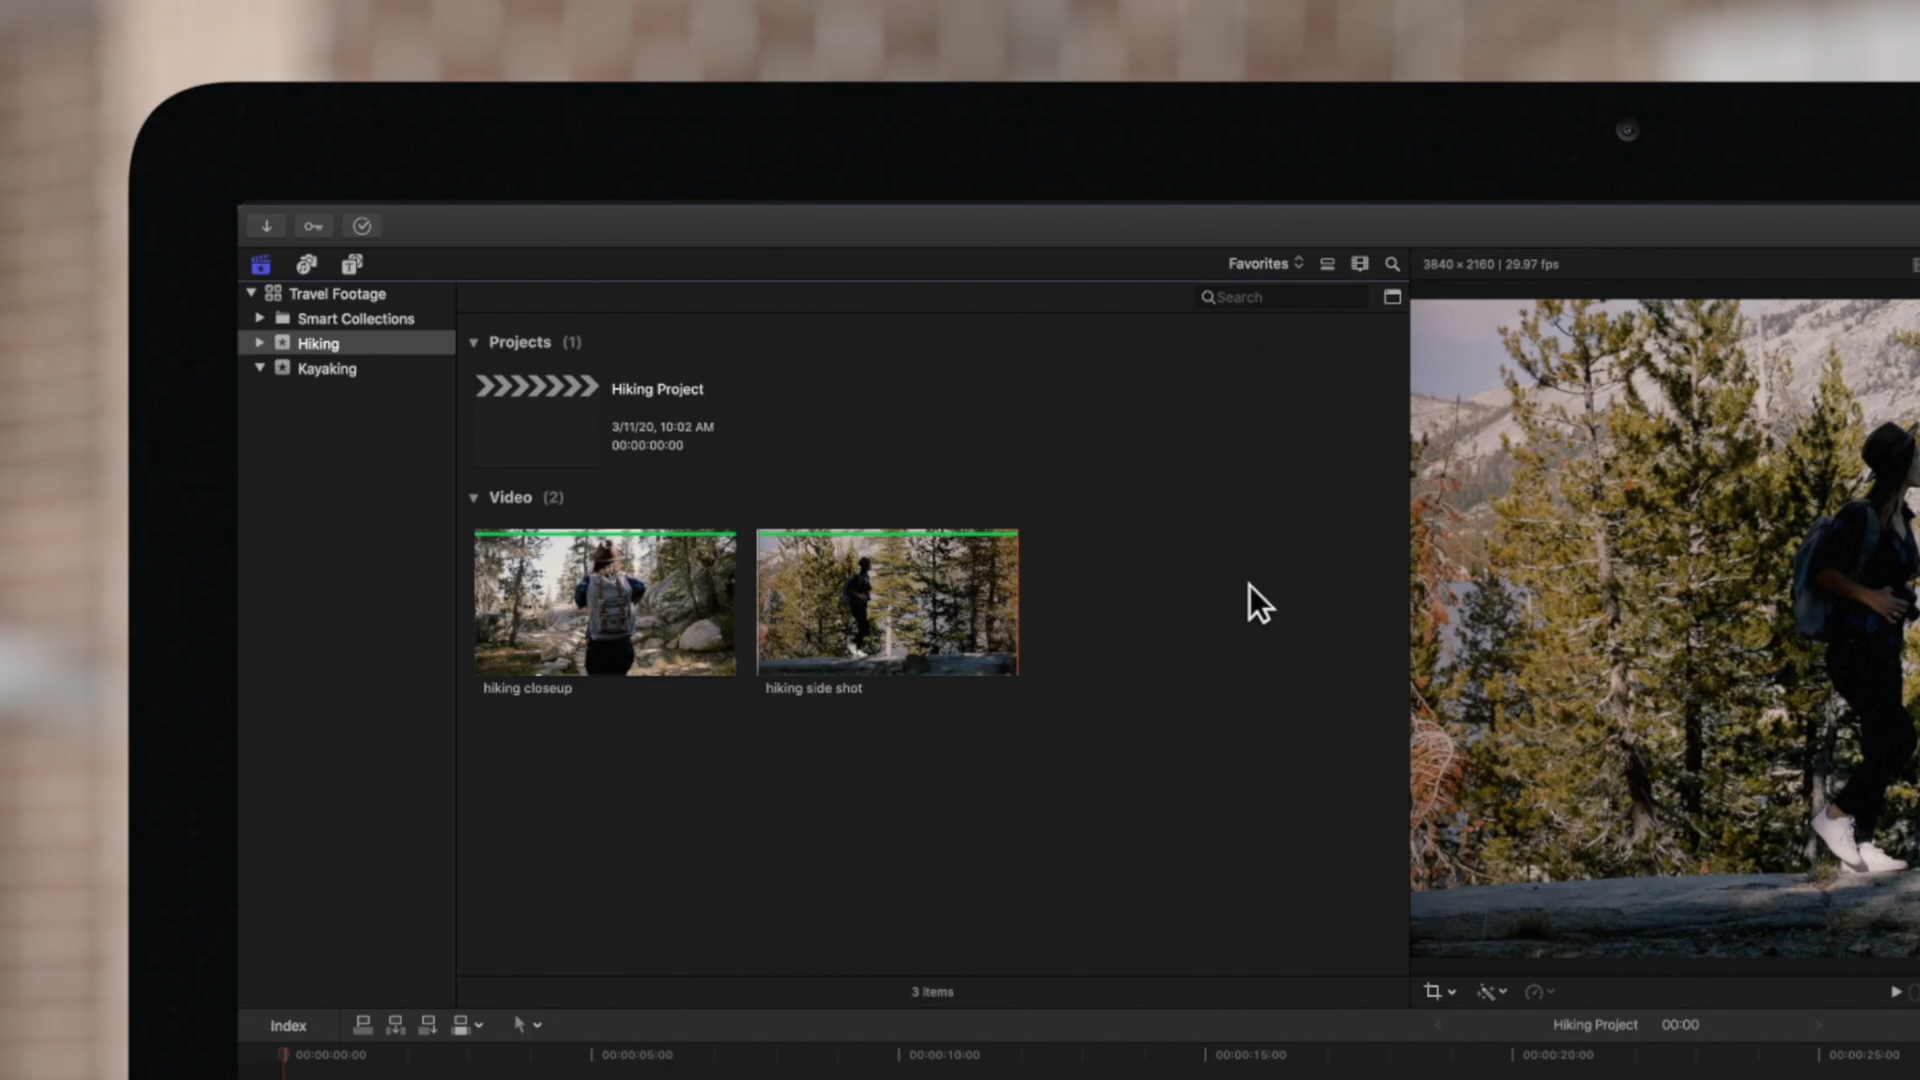 Favorites
3840 × 2160 | 29.97 fps
Travel Footage
Search
Smart Collections
Hiking
Kayaking
Projects (1)
Hiking Project
3/11/20, 10:02 AM
00:00:00:00
Video (2)
hiking closeup
hiking side shot
3 items
Index
Hiking Project 00:00
00:00:00:00
00:00:05:00
00:00:10:00
00:00:15:00
00:00:20:00
00:00:25:00